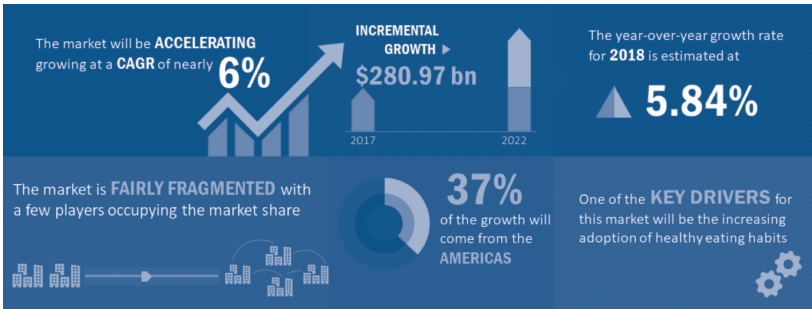 The market will be ACCELERATING
growing at a CAGR of nearly
6%
INCREMENTAL
GROWTH
$280.97 bn
2017
2022
The year-over-year growth rate
for 2018 is estimated at
5.84%
The market is FAIRLY FRAGMENTED with
a few players occupying the market share
37%
of the growth will
come from the
AMERICAS
One of the KEY DRIVERS for
this market will be the increasing
adoption of healthy eating habits